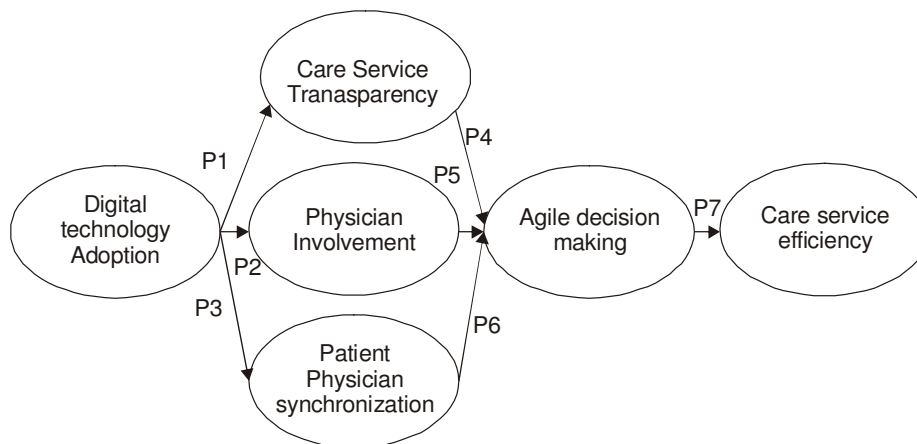 Care Service
Tranasparency
P1
P4
Digital
technology
Adoption
P2
Physician
Involvement
P5
Agile decision
making
P7
Care service
efficiency
P3
Patient
Physician
synchronization
P6